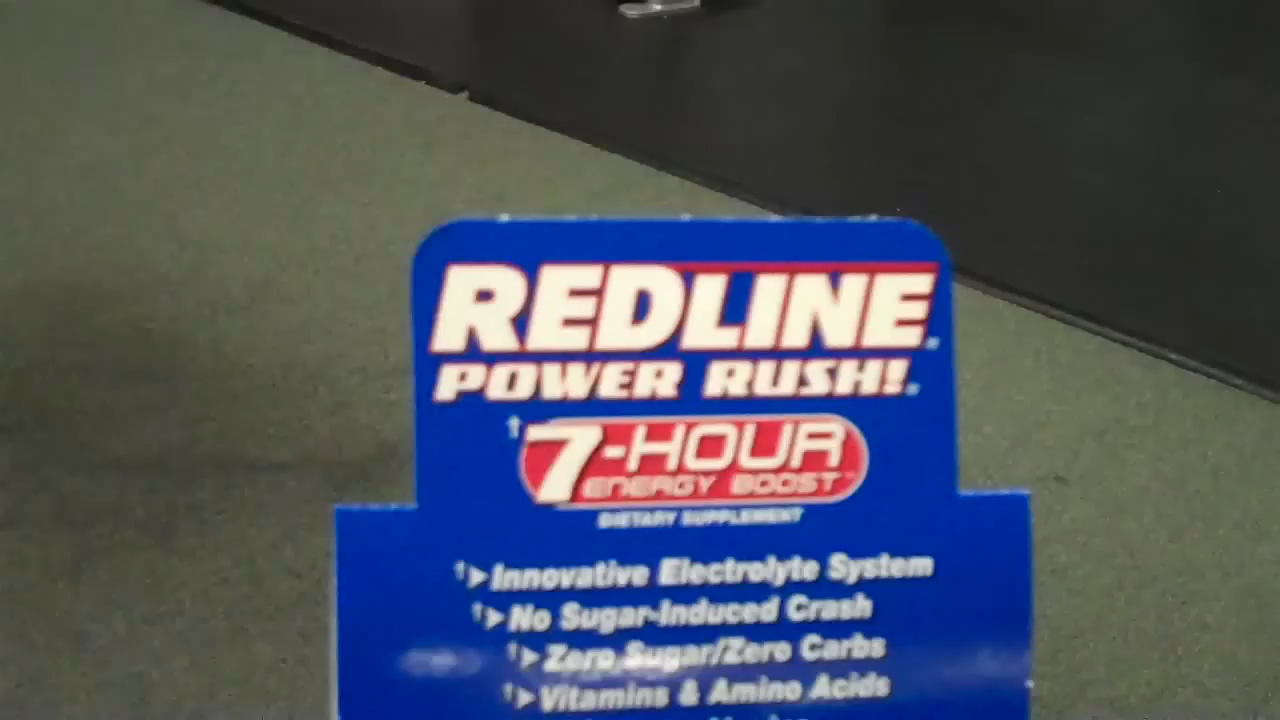 REDLINE
POWER RUSH!
†7-HOUR
ENERGY BOOST™
DIETARY SUPPLEMENT
†➤Innovative Electrolyte System
†➤No Sugar-Induced Crash
†➤Zero Sugar/Zero Carbs
†➤Vitamins & Amino Acids